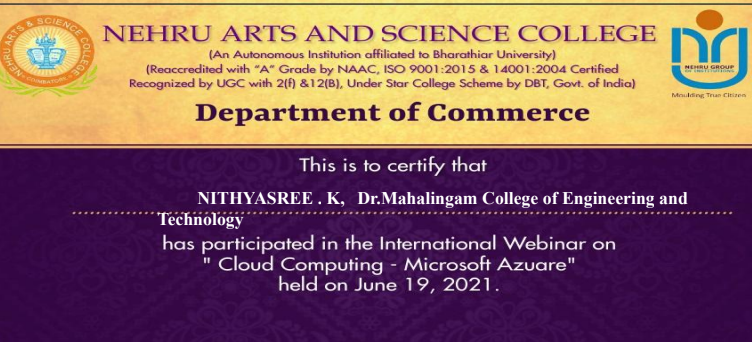 NEHRU ARTS AND SCIENCE COLLEGE
(An Autonomous Institution affiliated to Bharathiar University)
(Reaccredited with "A" Grade by NAAC, ISO 9001:2015 & 14001:2004 Certified
Recognized by UGC with 2(f) &12(B), Under Star College Scheme by DBT, Govt. of India)
NEHRU ARTS AND SCIENCE COLLEGE
COIMBATORE
NEHRU GROUP
OF INSTITUTIONS
Moulding True Citizen
Department of Commerce
This is to certify that
NITHYASREE . K, Dr.Mahalingam College of Engineering and
Technology
has participated in the International Webinar on
" Cloud Computing - Microsoft Azuare"
held on June 19, 2021.